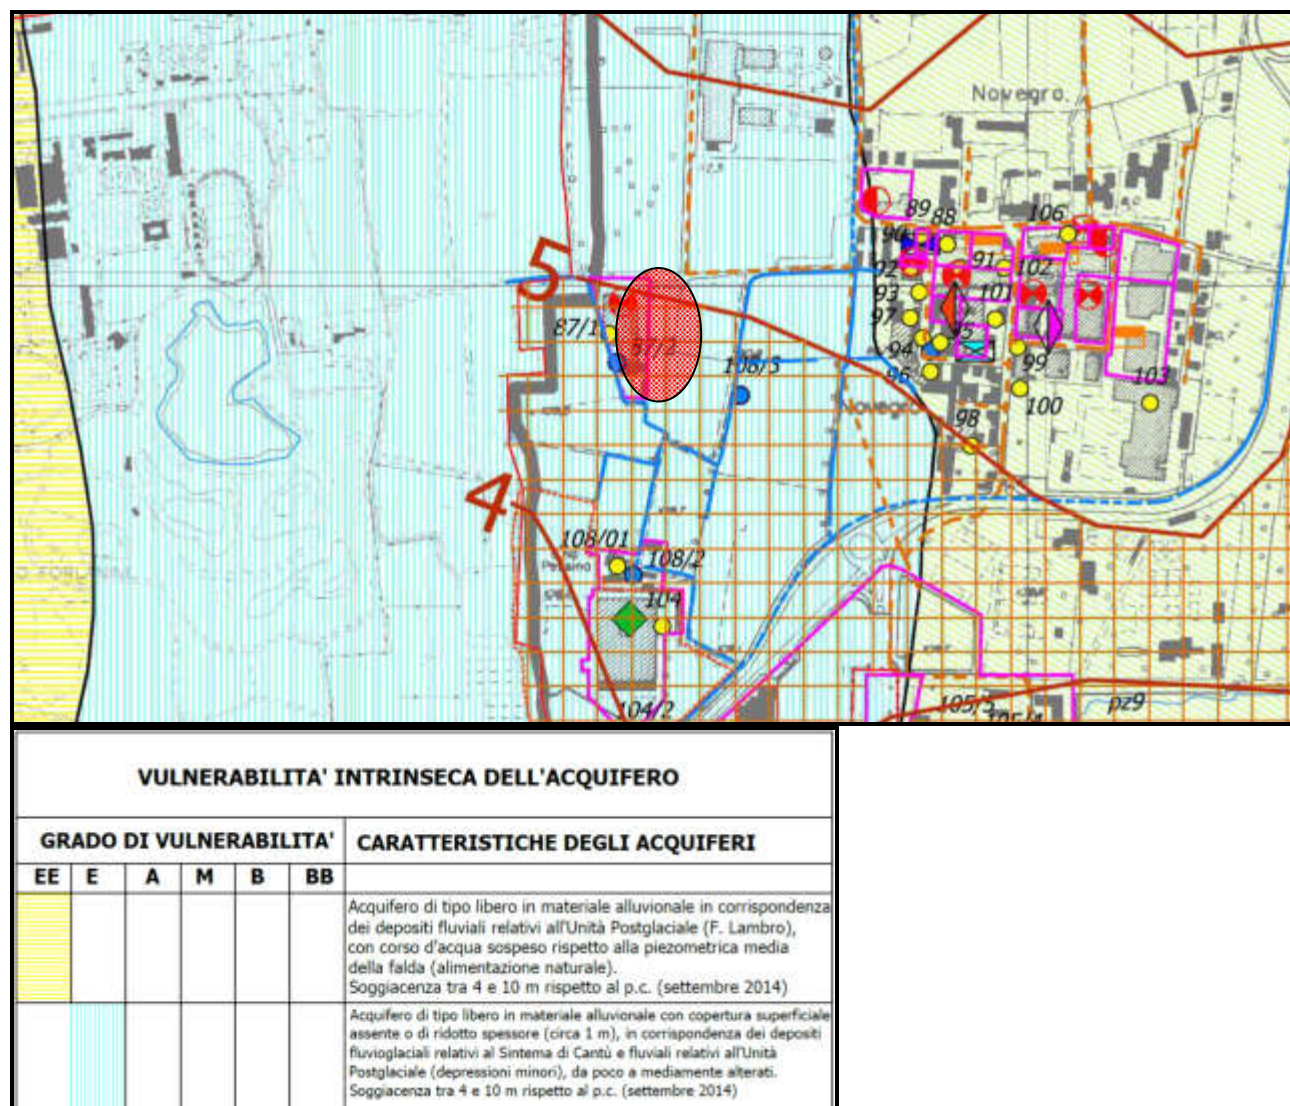 Novegro
89
88
106
90
5
92
91
102
93
101
87/1
97
95
87/2
94
108/3
99
96
103
Novegro
100
98
4
108/01
108/2
104
104/2
105/5
105/4
pz9
VULNERABILITA' INTRINSECA DELL'ACQUIFERO
GRADO DI VULNERABILITA'
CARATTERISTICHE DEGLI ACQUIFERI
EE E A M B BB
Acquifero di tipo libero in materiale alluvionale in corrispondenza
dei depositi fluviali relativi all'Unità Postglaciale (F. Lambro),
con corso d'acqua sospeso rispetto alla piezometrica media
della falda (alimentazione naturale).
Soggiacenza tra 4 e 10 m rispetto al p.c. (settembre 2014)
Acquifero di tipo libero in materiale alluvionale con copertura superficiale
assente o di ridotto spessore (circa 1 m), in corrispondenza dei depositi
fluvioglaciali relativi al Sintema di Cantù e fluviali relativi all'Unità
Postglaciale (depressioni minori), da poco a mediamente alterati.
Soggiacenza tra 4 e 10 m rispetto al p.c. (settembre 2014)